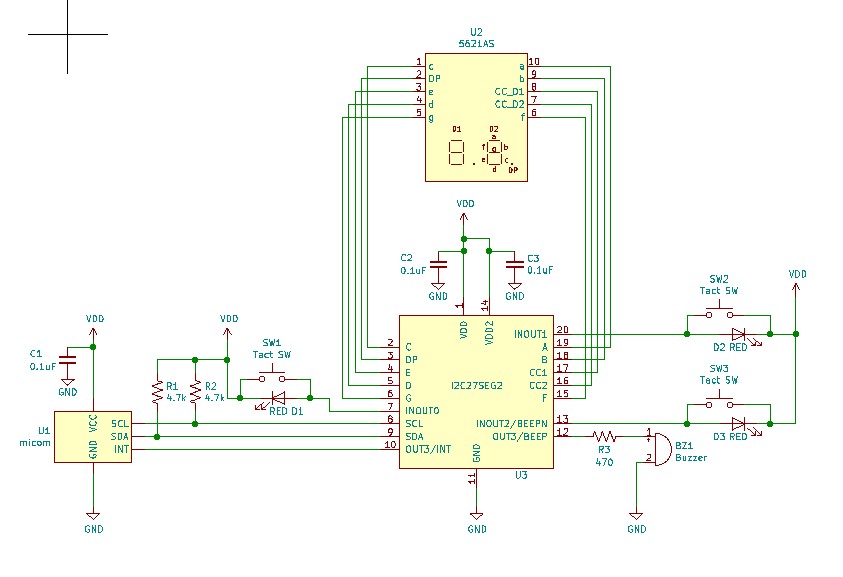 U2
5621AS
1 c
2 DP
3 e
4 d
5 g
a 10
b 9
CC_D1 8
CC_D2 7
f 6
D1
D2
a
f g b
e c
d DP
VDD
C2
0.1uF
GND
C3
0.1uF
GND
1 VDD
14 VDD2
2 C
3 DP
4 E
5 D
6 G
7 INOUT0
8 SCL
9 SDA
10 OUT3/INT
I2C27SEG2
INOUT1 20
A 19
B 18
CC1 17
CC2 16
F 15
INOUT2/BEEPN 13
OUT3/BEEP 12
GND
11
U3
GND
VDD
C1
0.1uF
GND
U1
micom
VCC
GND
SCL
SDA
INT
GND
VDD
R1
4.7k
R2
4.7k
SW1
Tact SW
RED D1
SW2
Tact SW
D2 RED
VDD
SW3
Tact SW
D3 RED
R3
470
1
2
BZ1
Buzzer
GND